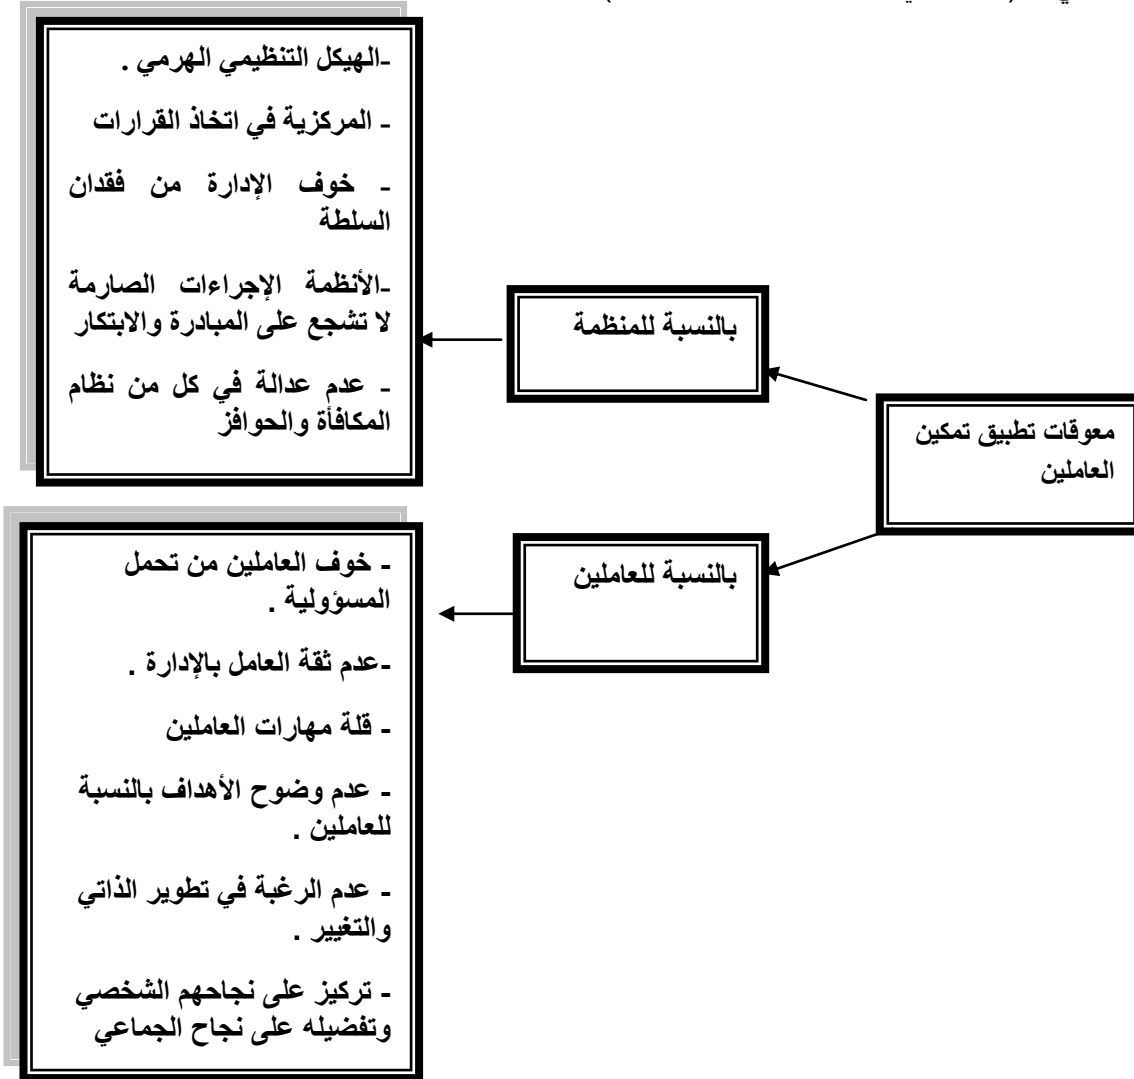 معوقات تطبيق تمكين
العاملين
بالنسبة للمنظمة
-الهيكل التنظيمي الهرمي .
- المركزية في اتخاذ القرارات
- خوف الإدارة من فقدان
السلطة
-الأنظمة الإجراءات الصارمة
لا تشجع على المبادرة والابتكار
- عدم عدالة في كل من نظام
المكافأة والحوافز
بالنسبة للعاملين
- خوف العاملين من تحمل
المسؤولية .
-عدم ثقة العامل بالإدارة .
- قلة مهارات العاملين
- عدم وضوح الأهداف بالنسبة
للعاملين .
- عدم الرغبة في تطوير الذاتي
والتغيير .
- تركيز على نجاحهم الشخصي
وتفضيله على نجاح الجماعي